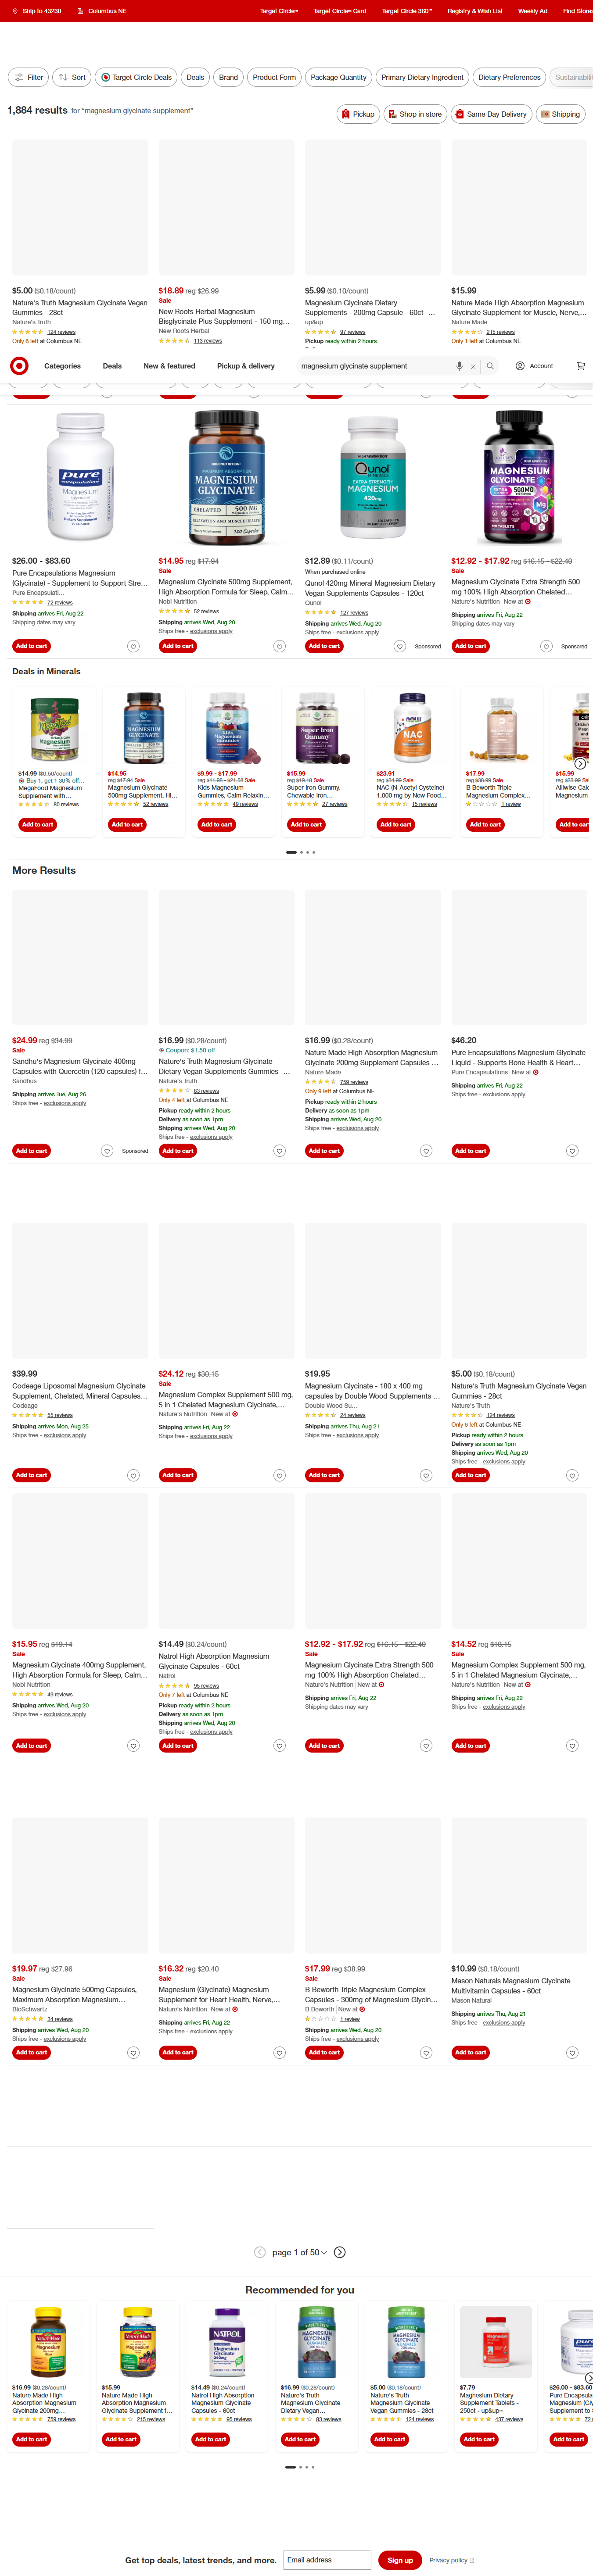 Ship to 43230
Columbus NE
Target Circle™
Target Circle™ Card
Target Circle 360™
Registry & Wish List
Weekly Ad
Find Stores
Filter
Sort
Target Circle Deals
Deals
Brand
Product Form
Package Quantity
Primary Dietary Ingredient
Dietary Preferences
1,884 results for “magnesium glycinate supplement”
Pickup
Shop in store
Same Day Delivery
Shipping
$5.00 ($0.18/count)
Nature's Truth Magnesium Glycinate Vegan
Gummies - 28ct
Nature's Truth
124 reviews
Only 6 left at Columbus NE
$18.89 reg $26.99
Sale
New Roots Herbal Magnesium
Bisglycinate Plus Supplement - 150 mg...
New Roots Herbal
113 reviews
$5.99 ($0.10/count)
Magnesium Glycinate Dietary
Supplements - 200mg Capsule - 60ct -...
up&up
97 reviews
Pickup ready within 2 hours
$15.99
Nature Made High Absorption Magnesium
Glycinate Supplement for Muscle, Nerve,...
Nature Made
215 reviews
Only 1 left at Columbus NE
Categories
Deals
New & featured
Pickup & delivery
magnesium glycinate supplement
Account
$26.00 - $83.60
Pure Encapsulations Magnesium
(Glycinate) - Supplement to Support Stre...
Pure Encapsulati...
72 reviews
Shipping arrives Fri, Aug 22
Shipping dates may vary
Add to cart
$14.95 reg $17.94
Sale
Magnesium Glycinate 500mg Supplement,
High Absorption Formula for Sleep, Calm...
Nobi Nutrition
52 reviews
Shipping arrives Wed, Aug 20
Ships free - exclusions apply
Add to cart
$12.89 ($0.11/count)
When purchased online
Qunol 420mg Mineral Magnesium Dietary
Vegan Supplements Capsules - 120ct
Qunol
127 reviews
Shipping arrives Wed, Aug 20
Ships free - exclusions apply
Add to cart
Sponsored
$12.92 - $17.92 reg $16.15 - $22.40
Sale
Magnesium Glycinate Extra Strength 500
mg 100% High Absorption Chelated...
Nature's Nutrition New at
Shipping arrives Fri, Aug 22
Shipping dates may vary
Add to cart
Sponsored
Deals in Minerals
$14.99 ($0.50/count)
Buy 1, get 1 30% off...
MegaFood Magnesium
Supplement with...
80 reviews
Add to cart
$14.95
reg $17.94 Sale
Magnesium Glycinate
500mg Supplement, Hi...
52 reviews
Add to cart
$9.99 - $17.99
reg $11.98 - $21.58 Sale
Kids Magnesium
Gummies, Calm Relaxin...
49 reviews
Add to cart
$15.99
reg $19.18 Sale
Super Iron Gummy,
Chewable Iron...
27 reviews
Add to cart
$23.91
reg $34.99 Sale
NAC (N-Acetyl Cysteine)
1,000 mg by Now Food...
15 reviews
Add to cart
$17.99
reg $38.99 Sale
B Beworth Triple
Magnesium Complex...
1 review
Add to cart
$15.99
Alliwise Calc
Magnesium
Add to cart
More Results
$24.99 reg $34.99
Sale
Sandhu's Magnesium Glycinate 400mg
Capsules with Quercetin (120 capsules) f...
Sandhus
Shipping arrives Tue, Aug 26
Ships free - exclusions apply
Add to cart
Sponsored
$16.99 ($0.28/count)
Coupon: $1.50 off
Nature's Truth Magnesium Glycinate
Dietary Vegan Supplements Gummies -...
Nature's Truth
83 reviews
Only 4 left at Columbus NE
Pickup ready within 2 hours
Delivery as soon as 1pm
Shipping arrives Wed, Aug 20
Ships free - exclusions apply
Add to cart
$16.99 ($0.28/count)
Nature Made High Absorption Magnesium
Glycinate 200mg Supplement Capsules ...
Nature Made
759 reviews
Only 9 left at Columbus NE
Pickup ready within 2 hours
Delivery as soon as 1pm
Shipping arrives Wed, Aug 20
Ships free - exclusions apply
Add to cart
$46.20
Pure Encapsulations Magnesium Glycinate
Liquid - Supports Bone Health & Heart...
Pure Encapsulations New at
Shipping arrives Fri, Aug 22
Ships free - exclusions apply
Add to cart
$39.99
Codeage Liposomal Magnesium Glycinate
Supplement, Chelated, Mineral Capsules...
Codeage
55 reviews
Shipping arrives Mon, Aug 25
Ships free - exclusions apply
Add to cart
$24.12 reg $30.15
Sale
Magnesium Complex Supplement 500 mg,
5 in 1 Chelated Magnesium Glycinate,...
Nature's Nutrition New at
Shipping arrives Fri, Aug 22
Ships free - exclusions apply
Add to cart
$19.95
Magnesium Glycinate - 180 x 400 mg
capsules by Double Wood Supplements ...
Double Wood Su...
24 reviews
Shipping arrives Thu, Aug 21
Ships free - exclusions apply
Add to cart
$5.00 ($0.18/count)
Nature's Truth Magnesium Glycinate Vegan
Gummies - 28ct
Nature's Truth
124 reviews
Only 6 left at Columbus NE
Pickup ready within 2 hours
Delivery as soon as 1pm
Shipping arrives Wed, Aug 20
Ships free - exclusions apply
Add to cart
$15.95 reg $19.14
Sale
Magnesium Glycinate 400mg Supplement,
High Absorption Formula for Sleep, Calm...
Nobi Nutrition
49 reviews
Shipping arrives Wed, Aug 20
Ships free - exclusions apply
Add to cart
$14.49 ($0.24/count)
Natrol High Absorption Magnesium
Glycinate Capsules - 60ct
Natrol
95 reviews
Only 7 left at Columbus NE
Pickup ready within 2 hours
Delivery as soon as 1pm
Shipping arrives Wed, Aug 20
Ships free - exclusions apply
Add to cart
$12.92 - $17.92 reg $16.15 - $22.40
Sale
Magnesium Glycinate Extra Strength 500
mg 100% High Absorption Chelated...
Nature's Nutrition New at
Shipping arrives Fri, Aug 22
Shipping dates may vary
Add to cart
$14.52 reg $18.15
Sale
Magnesium Complex Supplement 500 mg,
5 in 1 Chelated Magnesium Glycinate,...
Nature's Nutrition New at
Shipping arrives Fri, Aug 22
Ships free - exclusions apply
Add to cart
$19.97 reg $27.96
Sale
Magnesium Glycinate 500mg Capsules,
Maximum Absorption Magnesium...
BioSchwartz
34 reviews
Shipping arrives Wed, Aug 20
Ships free - exclusions apply
Add to cart
$16.32 reg $20.40
Sale
Magnesium (Glycinate) Magnesium
Supplement for Heart Health, Nerve,...
Nature's Nutrition New at
Shipping arrives Fri, Aug 22
Ships free - exclusions apply
Add to cart
$17.99 reg $38.99
Sale
B Beworth Triple Magnesium Complex
Capsules - 300mg of Magnesium Glycin...
B Beworth New at
1 review
Shipping arrives Wed, Aug 20
Ships free - exclusions apply
Add to cart
$10.99 ($0.18/count)
Mason Naturals Magnesium Glycinate
Multivitamin Capsules - 60ct
Mason Natural
Shipping arrives Thu, Aug 21
Ships free - exclusions apply
Add to cart
page 1 of 50
Recommended for you
$16.99 ($0.28/count)
Nature Made High
Absorption Magnesium
Glycinate 200mg...
759 reviews
Add to cart
$15.99
Nature Made High
Absorption Magnesium
Glycinate Supplement t...
215 reviews
Add to cart
$14.49 ($0.24/count)
Natrol High Absorption
Magnesium Glycinate
Capsules - 60ct
95 reviews
Add to cart
$16.99 ($0.28/count)
Nature's Truth
Magnesium Glycinate
Dietary Vegan...
83 reviews
Add to cart
$5.00 ($0.18/count)
Nature's Truth
Magnesium Glycinate
Vegan Gummies - 28ct
124 reviews
Add to cart
$7.79
Magnesium Dietary
Supplement Tablets -
250ct - up&up™
437 reviews
Add to cart
$26.00 - $83.60
Pure Encapsula
Magnesium (Gly
Supplement to S
72
Add to cart
Get top deals, latest trends, and more.
Email address
Sign up
Privacy policy